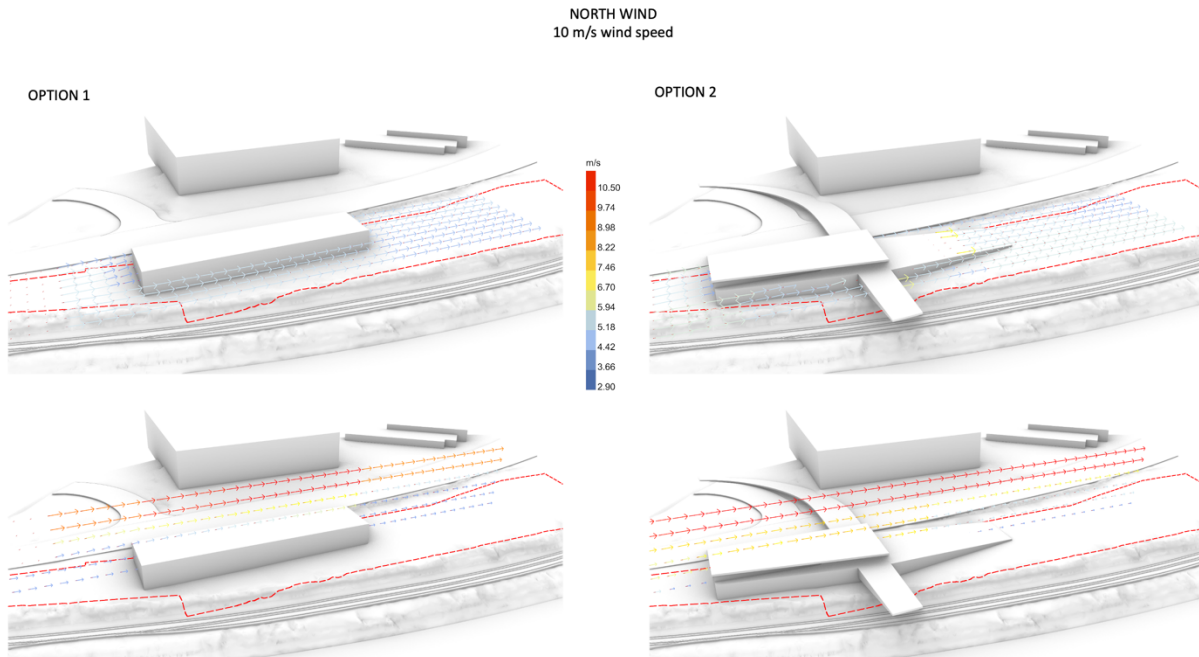 NORTH WIND
10 m/s wind speed
OPTION 1
OPTION 2
m/s
10.50
9.74
8.98
8.22
7.46
6.70
5.94
5.18
4.42
3.66
2.90